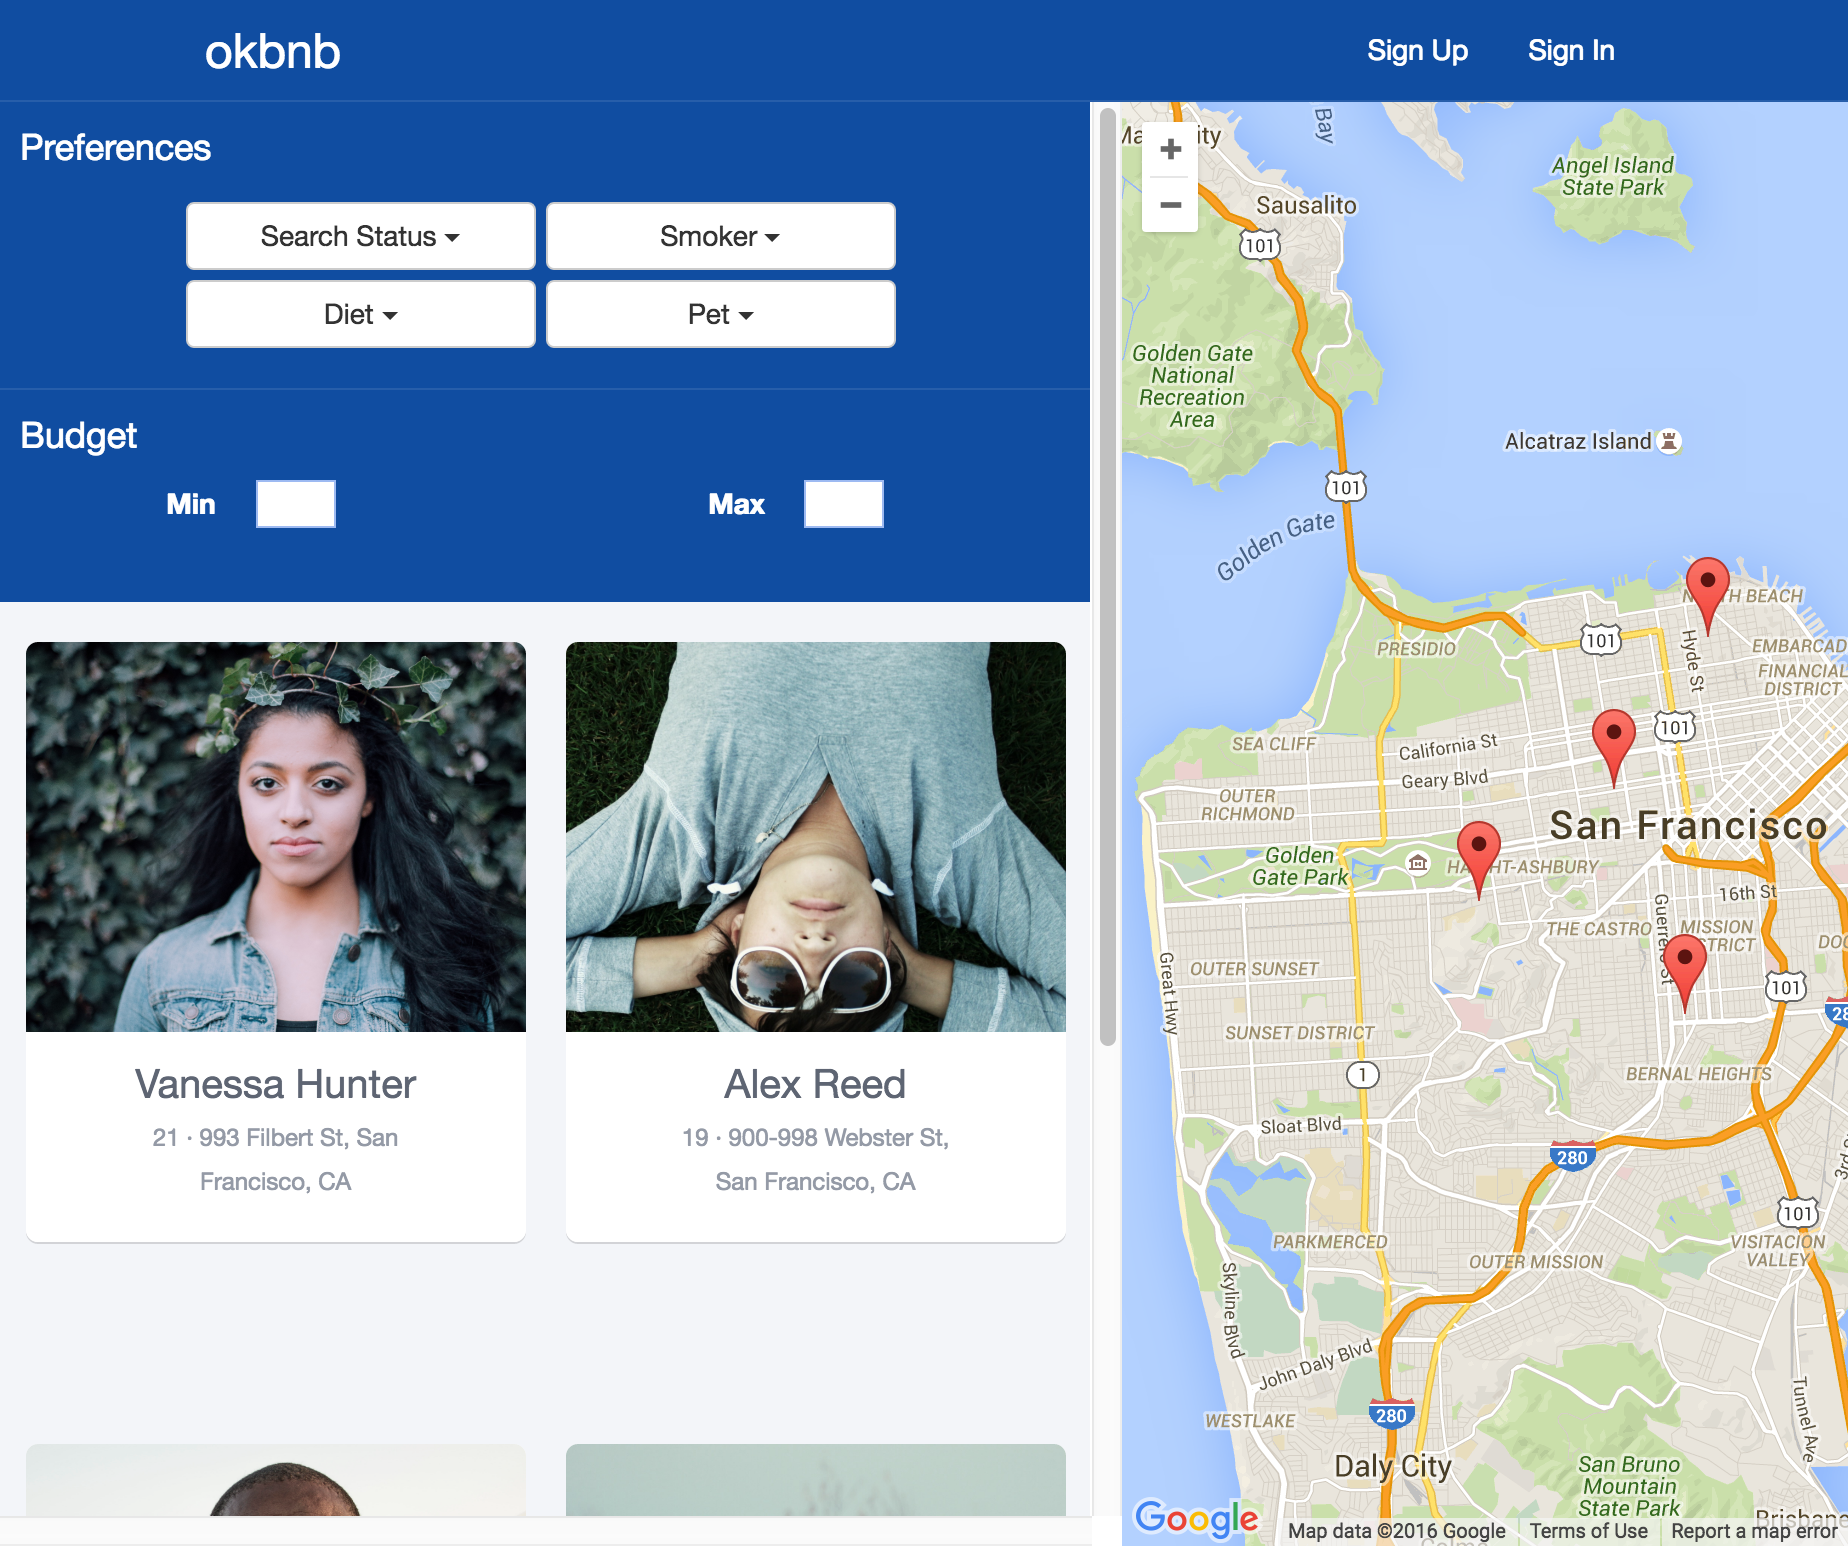 okbnb
Sign Up
Sign In
Preferences
Search Status
Smoker
Diet
Pet
Budget
Min
Max
Vanessa Hunter
21 · 993 Filbert St, San
Francisco, CA
Alex Reed
19 · 900-998 Webster St,
San Francisco, CA
+
−
Bay
Angel Island
State Park
Sausalito
101
Golden Gate
National
Recreation
Area
Alcatraz Island
101
Golden Gate
BEACH
PRESIDIO
101
Hyde St
FINANCIAL
DISTRICT
101
SEA CLIFF
California St
Geary Blvd
OUTER
RICHMOND
San Francisco
Golden
Gate Park
ASHBURY
16th St
Guerrero St
THE CASTRO
MISSION
Great Hwy
OUTER SUNSET
101
SUNSET DISTRICT
1
BERNAL HEIGHTS
Sloat Blvd
280
101
PARKMERCED
VISITACION
VALLEY
OUTER MISSION
Skyline Blvd
John Daly Blvd
Tunnel Ave
280
WESTLAKE
Daly City
San Bruno
Mountain
State Park
Google
Map data ©2016 Google
Terms of Use
Report a map error